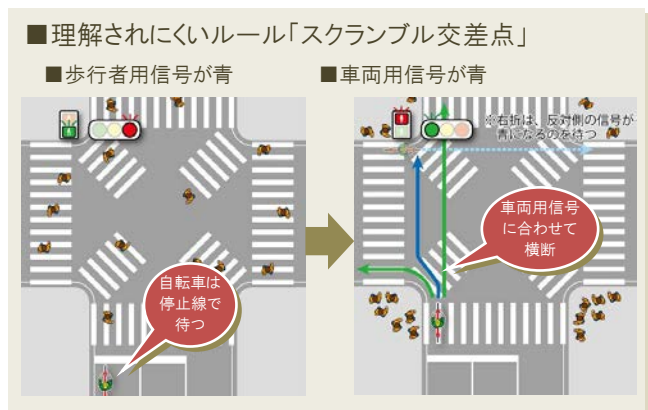 ■理解されにくいルール「スクランブル交差点」
■歩行者用信号が青
■車両用信号が青
※右折は、反対側の信号が
青になるのを待つ
車両用信号
に合わせて
横断
自転車は
停止線で
待つ